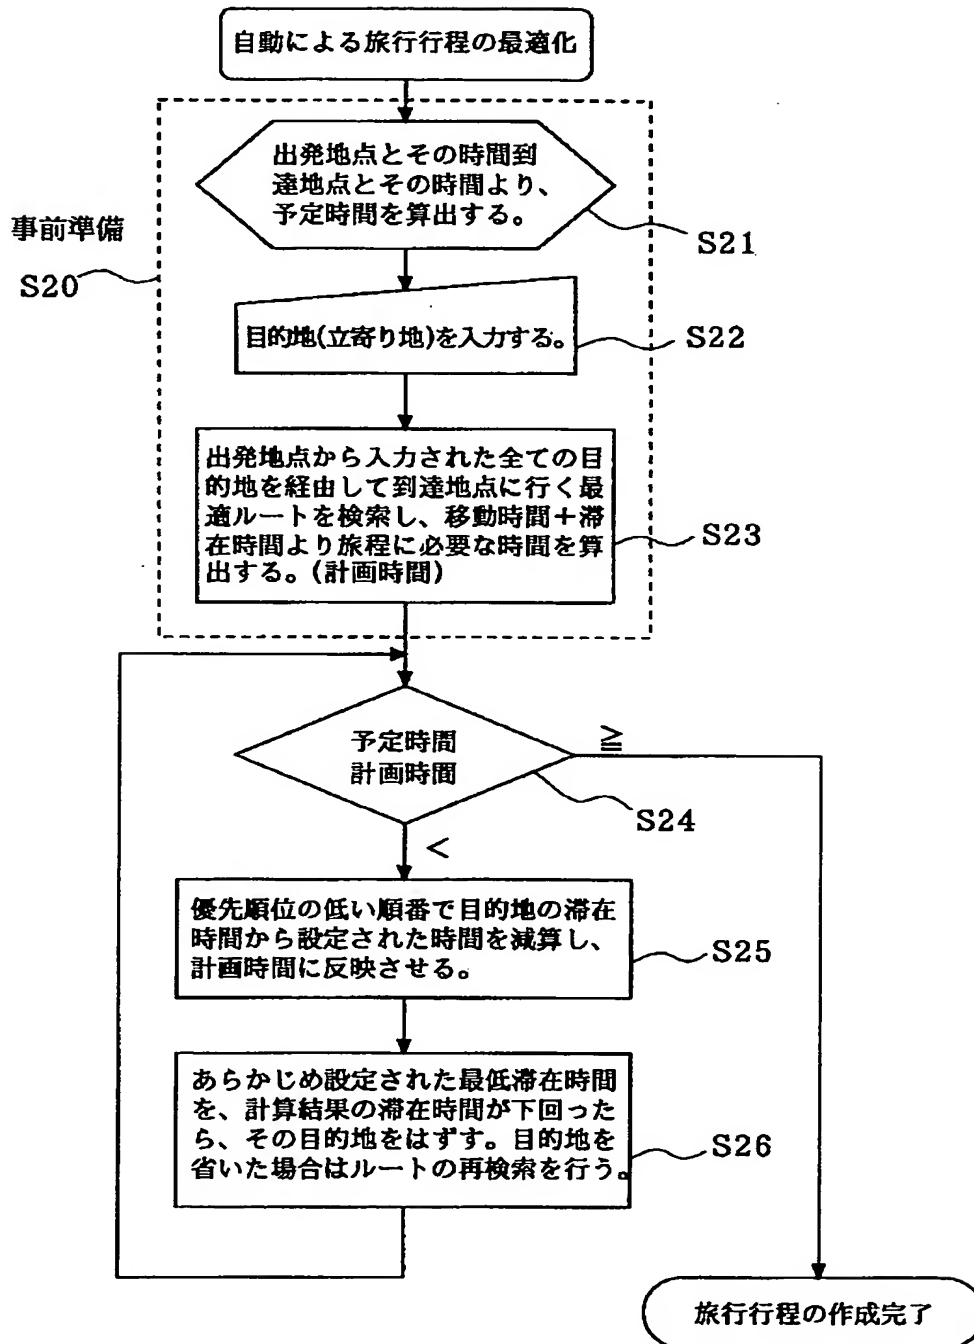 自動による旅行行程の最適化
出発地点とその時間到
達地点とその時間より、
予定時間を算出する。
S21
事前準備
S20
目的地(立寄り地)を入力する。
S22
出発地点から入力された全ての目
的地を経由して到達地点に行く最
適ルートを検索し、移動時間+滞
在時間より旅程に必要な時間を算
出する。(計画時間)
S23
予定時間
計画時間
≧
S24
<
優先順位の低い順番で目的地の滞在
時間から設定された時間を減算し、
計画時間に反映させる。
S25
あらかじめ設定された最低滞在時間
を、計算結果の滞在時間が下回った
ら、その目的地をはずす。目的地を
省いた場合はルートの再検索を行う。
S26
旅行行程の作成完了